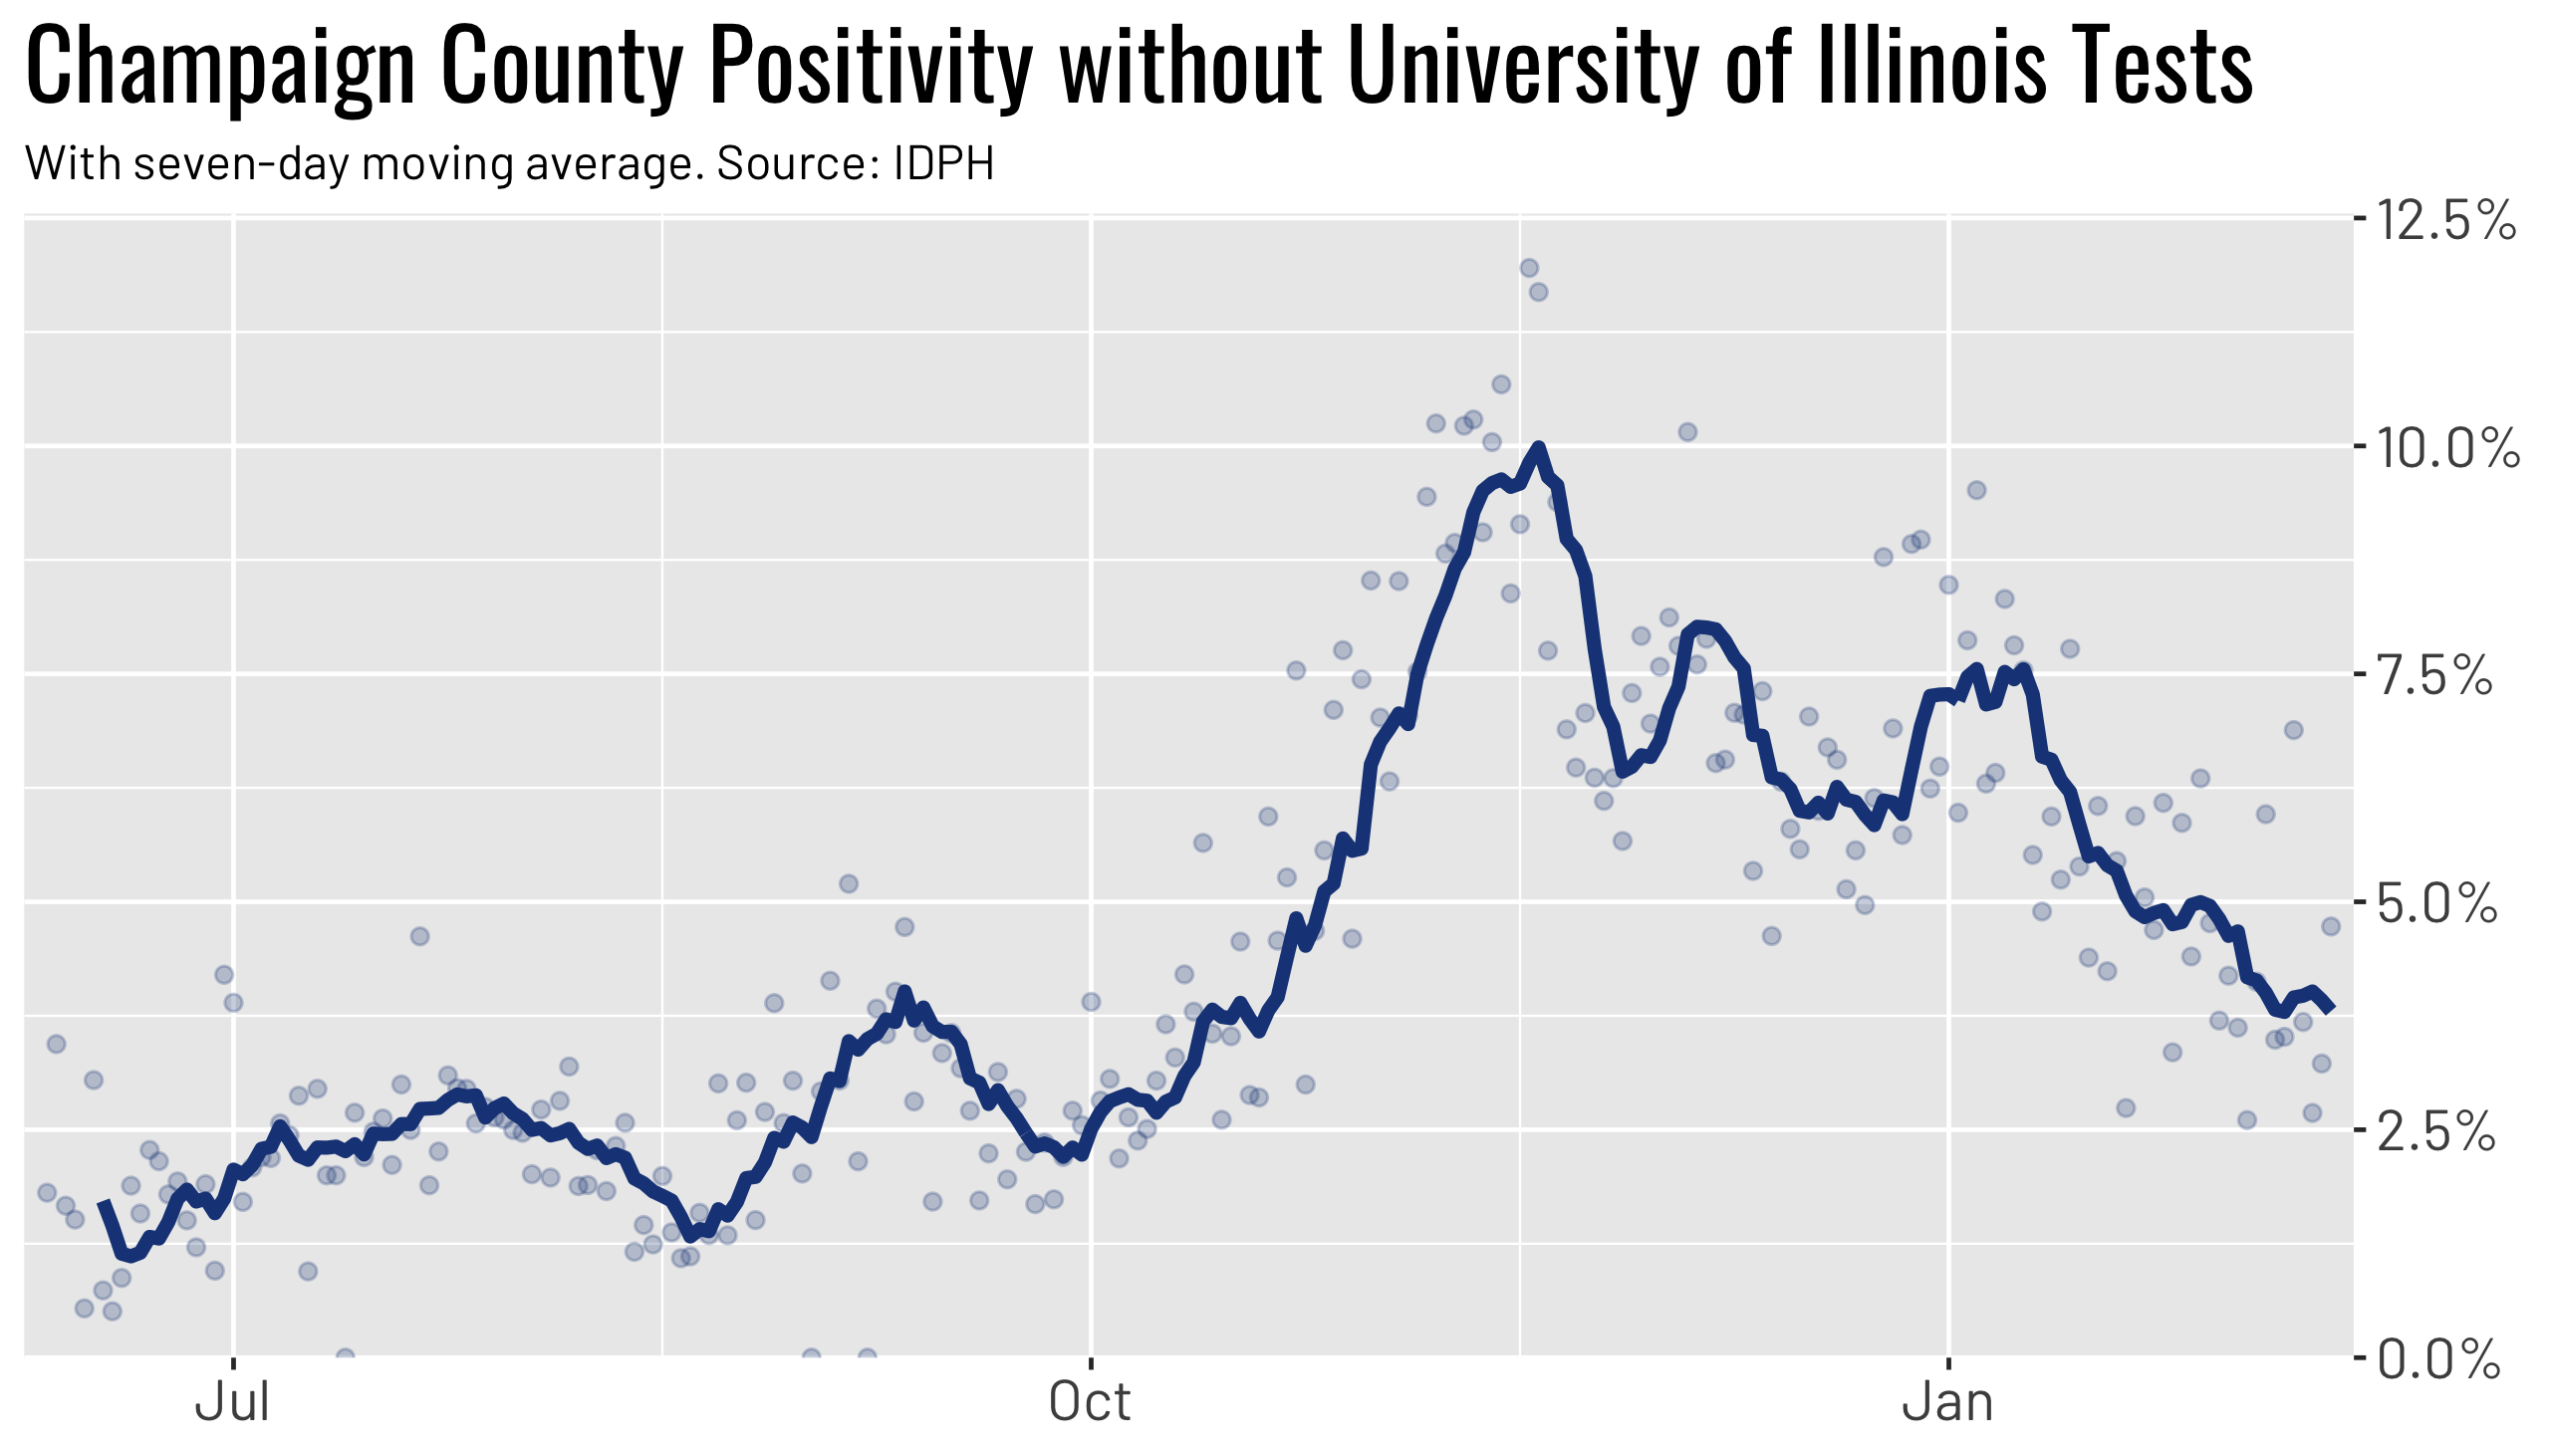 Champaign County Positivity without University of Illinois Tests
With seven-day moving average. Source: IDPH
12.5%
10.0%
7.5%
5.0%
2.5%
0.0%
Jul Oct Jan